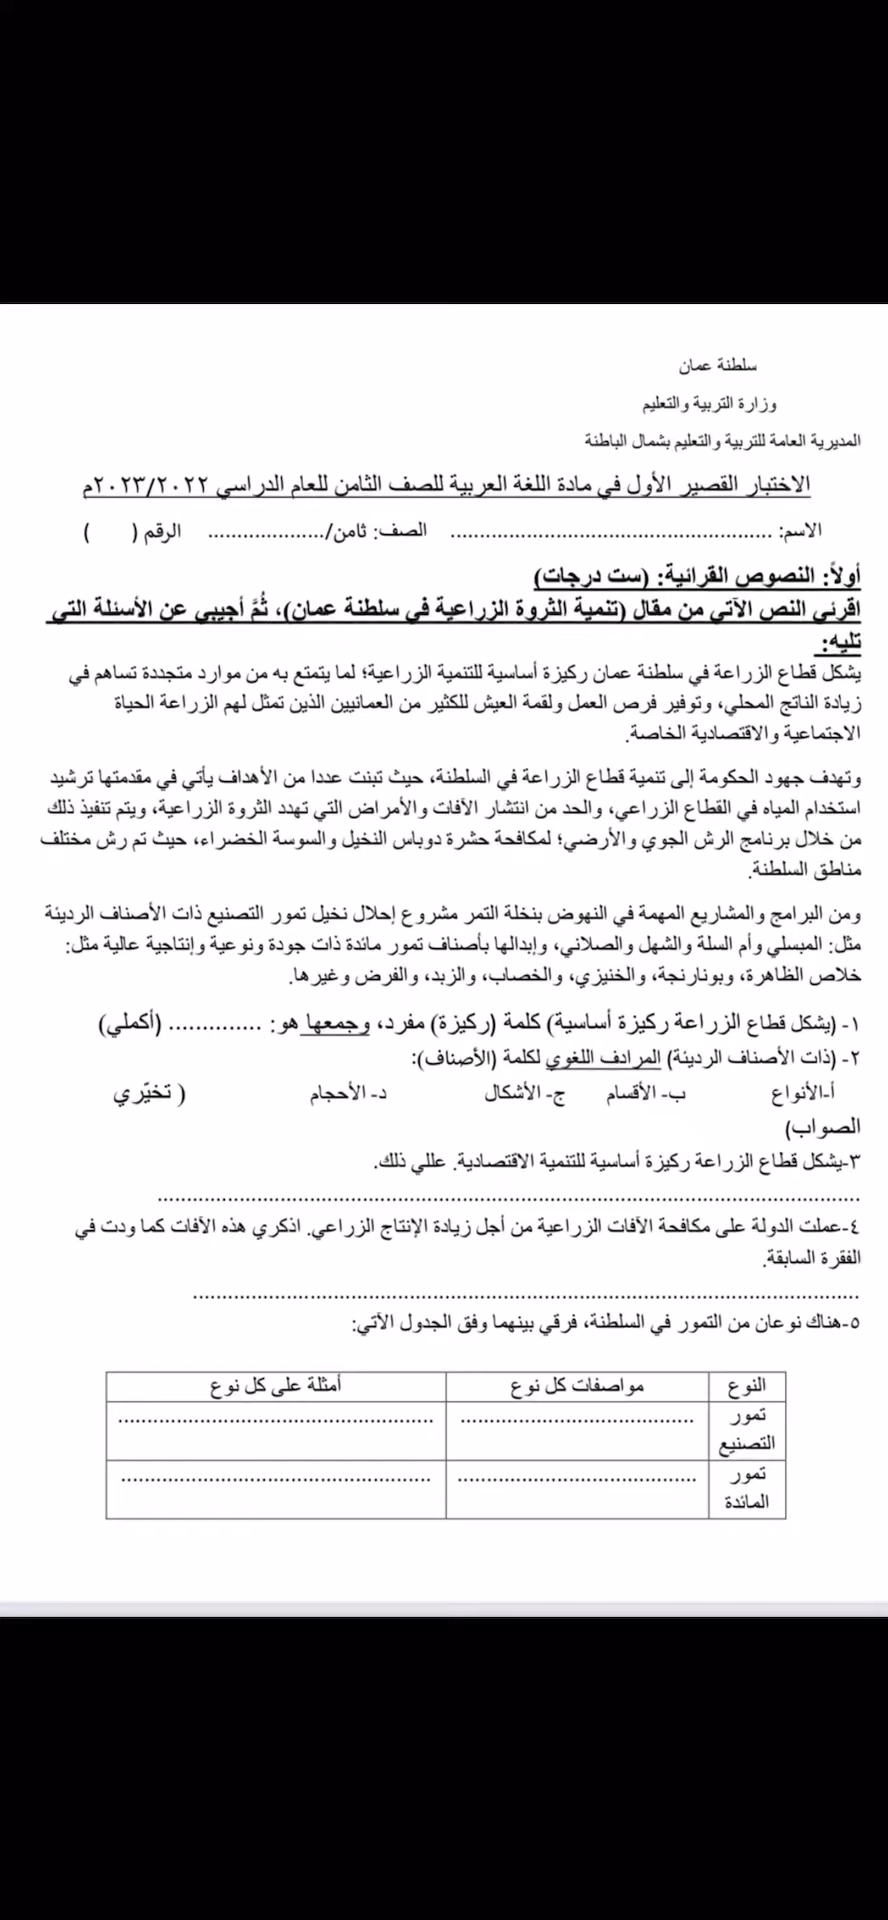 سلطنة عمان
وزارة التربية والتعليم
المديرية العامة للتربية والتعليم بشمال الباطنة
الاختبار القصير الأول في مادة اللغة العربية للصف الثامن للعام الدراسي ٢٠٢٣/٢٠٢٢م
الاسم: ........................................................ الصف: ثامن/.................... الرقم (      )
أولاً: النصوص القرائية: (ست درجات)
اقرئي النص الآتي من مقال (تنمية الثروة الزراعية في سلطنة عمان)، ثُمَّ أجيبي عن الأسئلة التي
تليه:
يشكل قطاع الزراعة في سلطنة عمان ركيزة أساسية للتنمية الزراعية؛ لما يتمتع به من موارد متجددة تساهم في
زيادة الناتج المحلي، وتوفير فرص العمل ولقمة العيش للكثير من العمانيين الذين تمثل لهم الزراعة الحياة
الاجتماعية والاقتصادية الخاصة.
وتهدف جهود الحكومة إلى تنمية قطاع الزراعة في السلطنة، حيث تبنت عددا من الأهداف يأتي في مقدمتها ترشيد
استخدام المياه في القطاع الزراعي، والحد من انتشار الآفات والأمراض التي تهدد الثروة الزراعية، ويتم تنفيذ ذلك
من خلال برنامج الرش الجوي والأرضي؛ لمكافحة حشرة دوباس النخيل والسوسة الخضراء، حيث تم رش مختلف
مناطق السلطنة.
ومن البرامج والمشاريع المهمة في النهوض بنخلة التمر مشروع إحلال نخيل تمور التصنيع ذات الأصناف الرديئة
مثل: المبسلي وأم السلة والشهل والصلاني، وإبدالها بأصناف تمور مائدة ذات جودة ونوعية وإنتاجية عالية مثل:
خلاص الظاهرة، وبونارنجة، والخنيزي، والخصاب، والزبد، والفرض وغيرها.
١- (يشكل قطاع الزراعة ركيزة أساسية) كلمة (ركيزة) مفرد، وجمعها هو: .............. (أكملي)
٢- (ذات الأصناف الرديئة) المرادف اللغوي لكلمة (الأصناف):
أ-الأنواع ب- الأقسام ج- الأشكال د- الأحجام ( تخيّري
الصواب)
٣-يشكل قطاع الزراعة ركيزة أساسية للتنمية الاقتصادية. عللي ذلك.
........................................................................................................................
٤-عملت الدولة على مكافحة الآفات الزراعية من أجل زيادة الإنتاج الزراعي. اذكري هذه الآفات كما ودت في
الفقرة السابقة.
..................................................................................................................
٥-هناك نوعان من التمور في السلطنة، فرقي بينهما وفق الجدول الآتي:
النوع مواصفات كل نوع أمثلة على كل نوع
تمور ........................................ ......................................................
التصنيع
تمور ......................................... .....................................................
المائدة